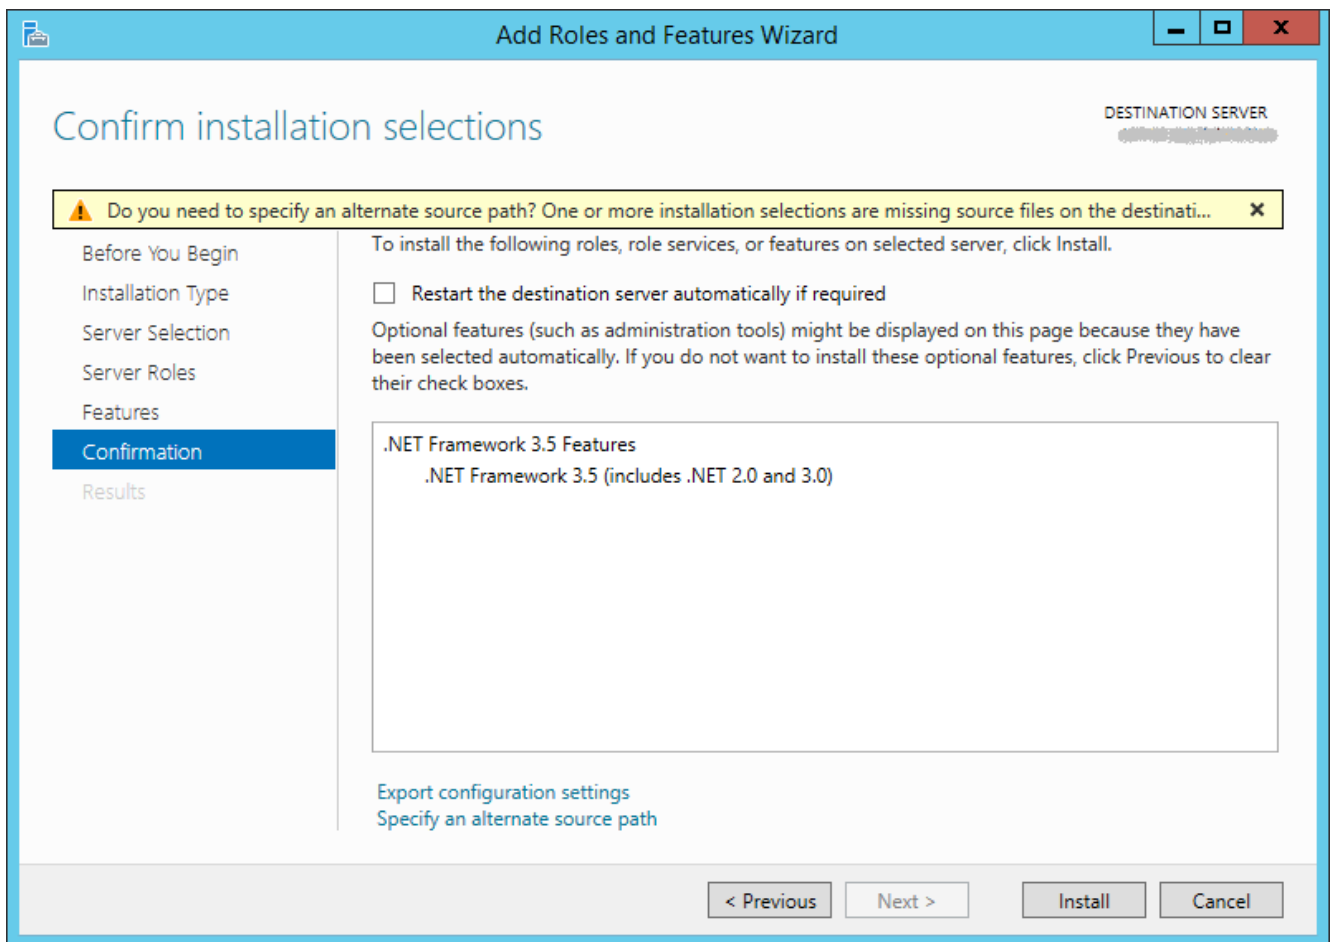 Add Roles and Features Wizard
Confirm installation selections
DESTINATION SERVER
Do you need to specify an alternate source path? One or more installation selections are missing source files on the destinati...
Before You Begin
Installation Type
Server Selection
Server Roles
Features
Confirmation
Results
To install the following roles, role services, or features on selected server, click Install.
Restart the destination server automatically if required
Optional features (such as administration tools) might be displayed on this page because they have
been selected automatically. If you do not want to install these optional features, click Previous to clear
their check boxes.
.NET Framework 3.5 Features
.NET Framework 3.5 (includes .NET 2.0 and 3.0)
Export configuration settings
Specify an alternate source path
< Previous
Next >
Install
Cancel